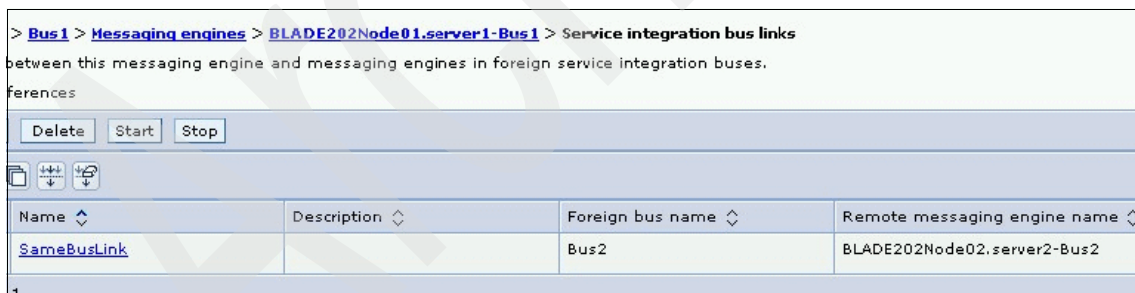 > Bus1 > Messaging engines > BLADE202Node01.server1-Bus1 > Service integration bus links
between this messaging engine and messaging engines in foreign service integration buses.
ferences
Delete Start Stop
Name Description Foreign bus name Remote messaging engine name
SameBusLink Bus2 BLADE202Node02.server2-Bus2
1